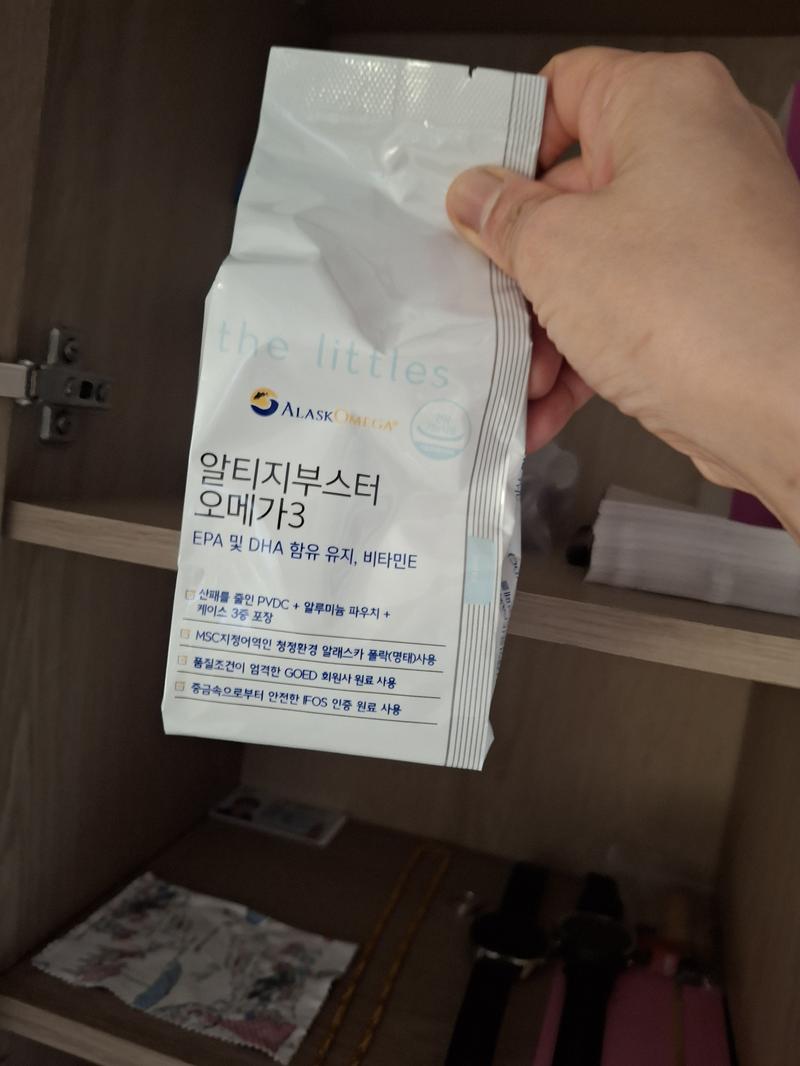 the littles
ALASKOMEGA®
알티지부스터
오메가3
EPA 및 DHA 함유 유지, 비타민E
산패를 줄인 PVDC + 알루미늄 파우치 +
케이스 3중 포장
MSC지정어역인 청정환경 알래스카 폴락(명태)사용
품질조건이 엄격한 GOED 회원사 원료 사용
중금속으로부터 안전한 IFOS 인증 원료 사용